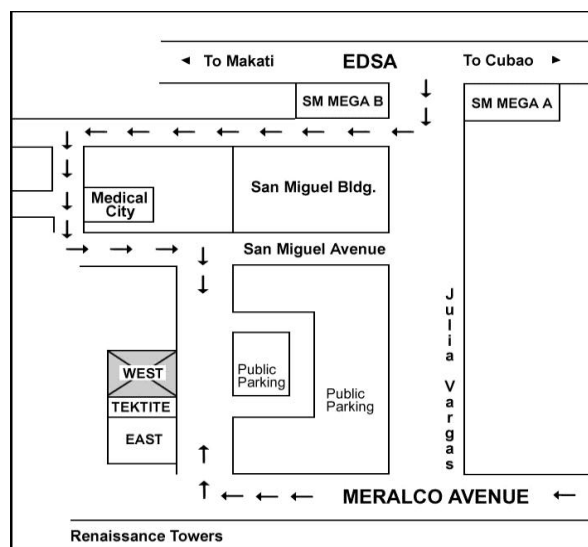 To Makati
EDSA
To Cubao
SM MEGA B
SM MEGA A
San Miguel Bldg.
Medical
City
San Miguel Avenue
Julia Vargas
WEST
TEKTITE
EAST
Public
Parking
Public
Parking
MERALCO AVENUE
Renaissance Towers